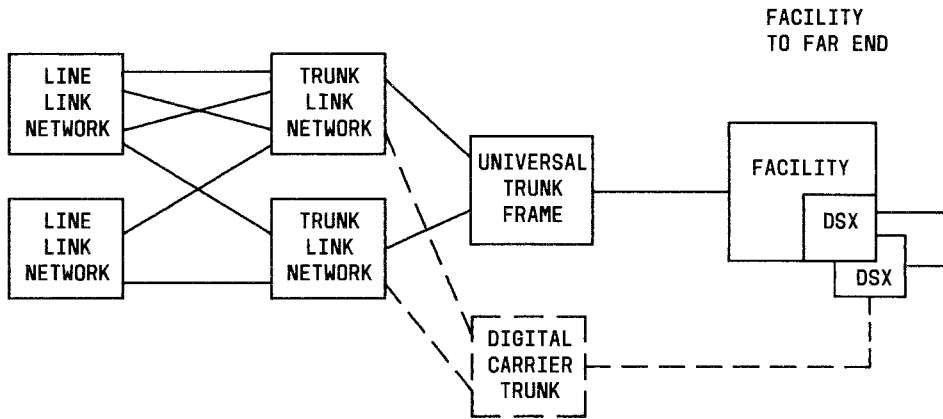 FACILITY
TO FAR END
LINE
LINK
NETWORK
TRUNK
LINK
NETWORK
UNIVERSAL
TRUNK
FRAME
FACILITY
DSX
DSX
LINE
LINK
NETWORK
TRUNK
LINK
NETWORK
DIGITAL
CARRIER
TRUNK